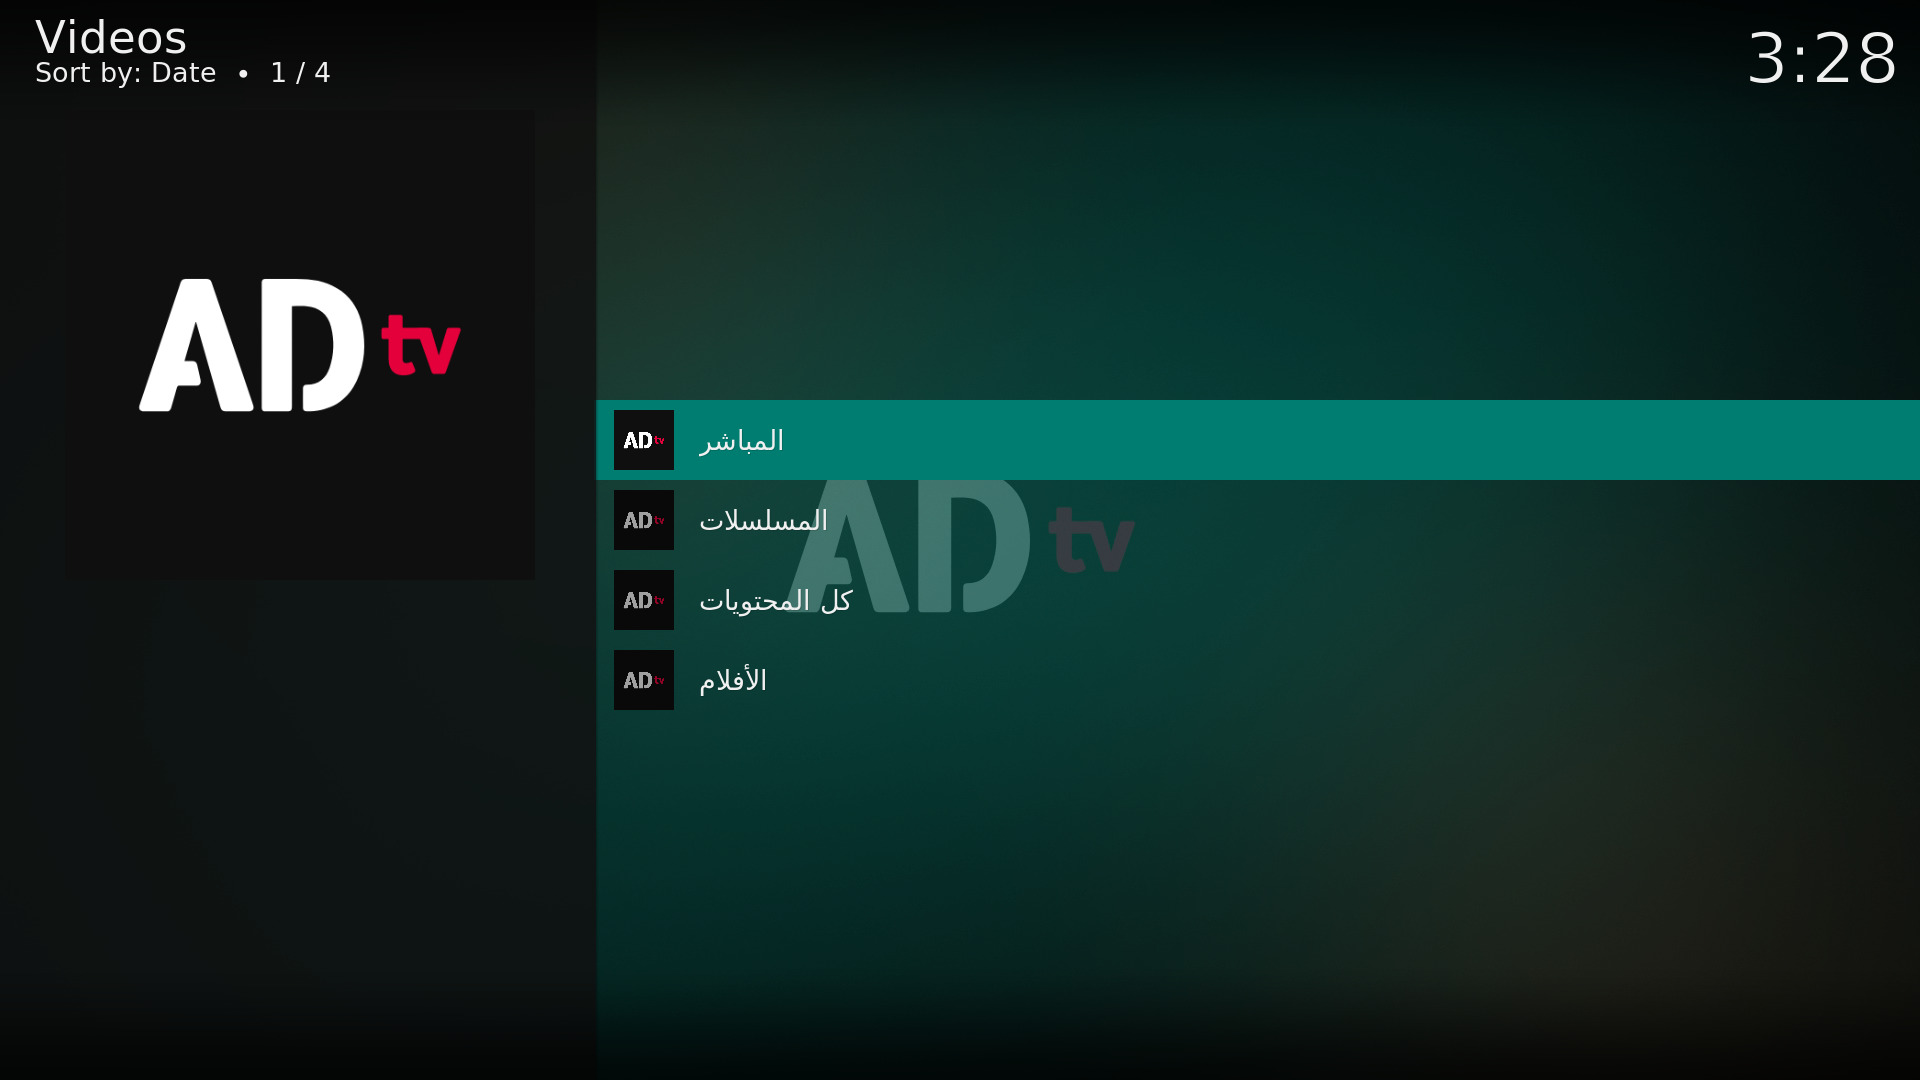 Videos
Sort by: Date • 1 / 4
3:28
AD tv
AD tv المباشر
AD tv المسلسلات
AD tv كل المحتويات
AD tv الأفلام
AD tv